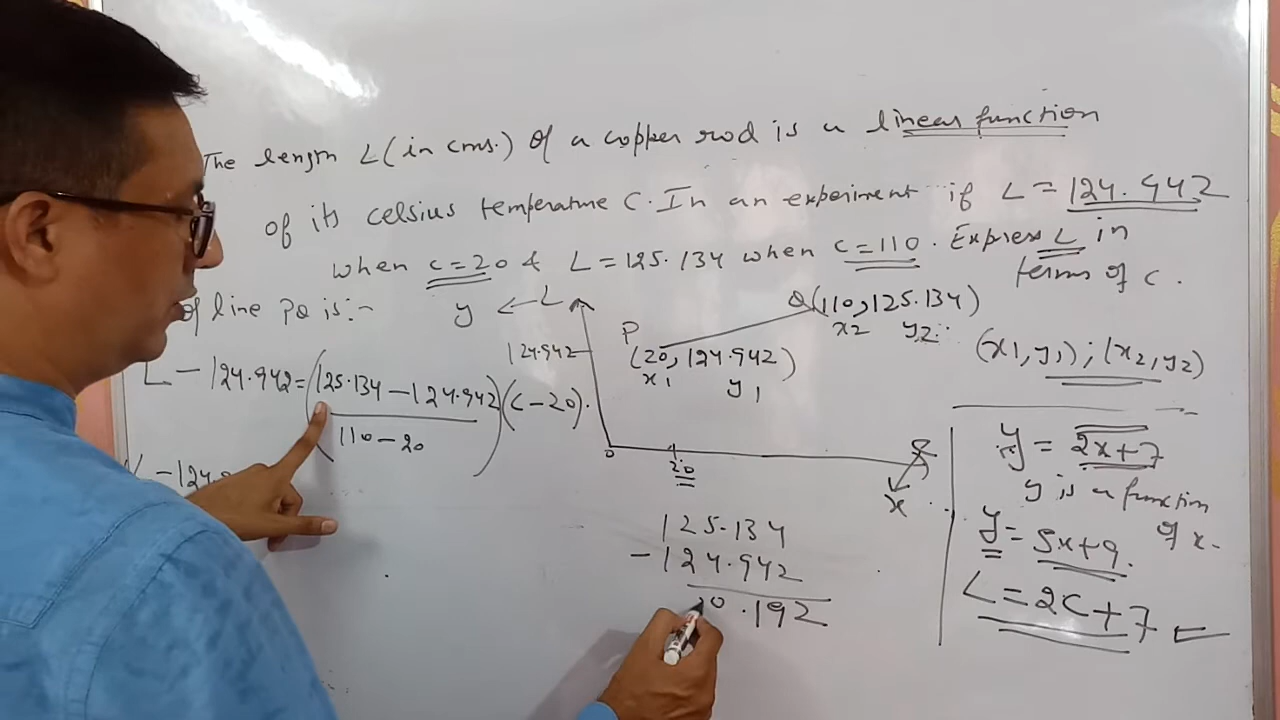 The length L (in cms.) of a copper rod is a linear function
of its celsius temperature C. In an experiment if L = 124.942
when c=20 & L = 125.134 when c=110. Express L in
terms of c.
of line PQ is:-
L - 124.942 = (125.134 - 124.942 / 110 - 20) (c - 20).
y ← L
124.942
P
(20, 124.942)
x1 y1
Q(110, 125.134)
x2 y2
0
20
x
(x1, y1) ; (x2, y2)
125.134
- 124.942
00.192
y = 2x+7
y is a function
of x.
y = 5x+9.
L = 2C+7